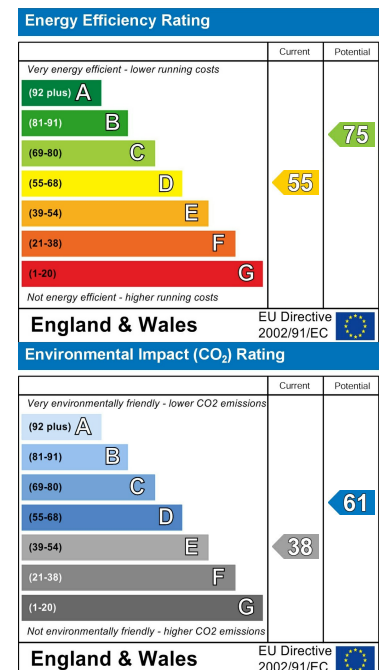 Energy Efficiency Rating
Current Potential
Very energy efficient - lower running costs
(92 plus) A
(81-91) B
75
(69-80) C
(55-68) D 55
(39-54) E
(21-38) F
(1-20) G
Not energy efficient - higher running costs
England & Wales
EU Directive
2002/91/EC
Environmental Impact (CO₂) Rating
Current Potential
Very environmentally friendly - lower CO2 emissions
(92 plus) A
(81-91) B
(69-80) C
61
(55-68) D
(39-54) E 38
(21-38) F
(1-20) G
Not environmentally friendly - higher CO2 emissions
England & Wales
EU Directive
2002/91/EC